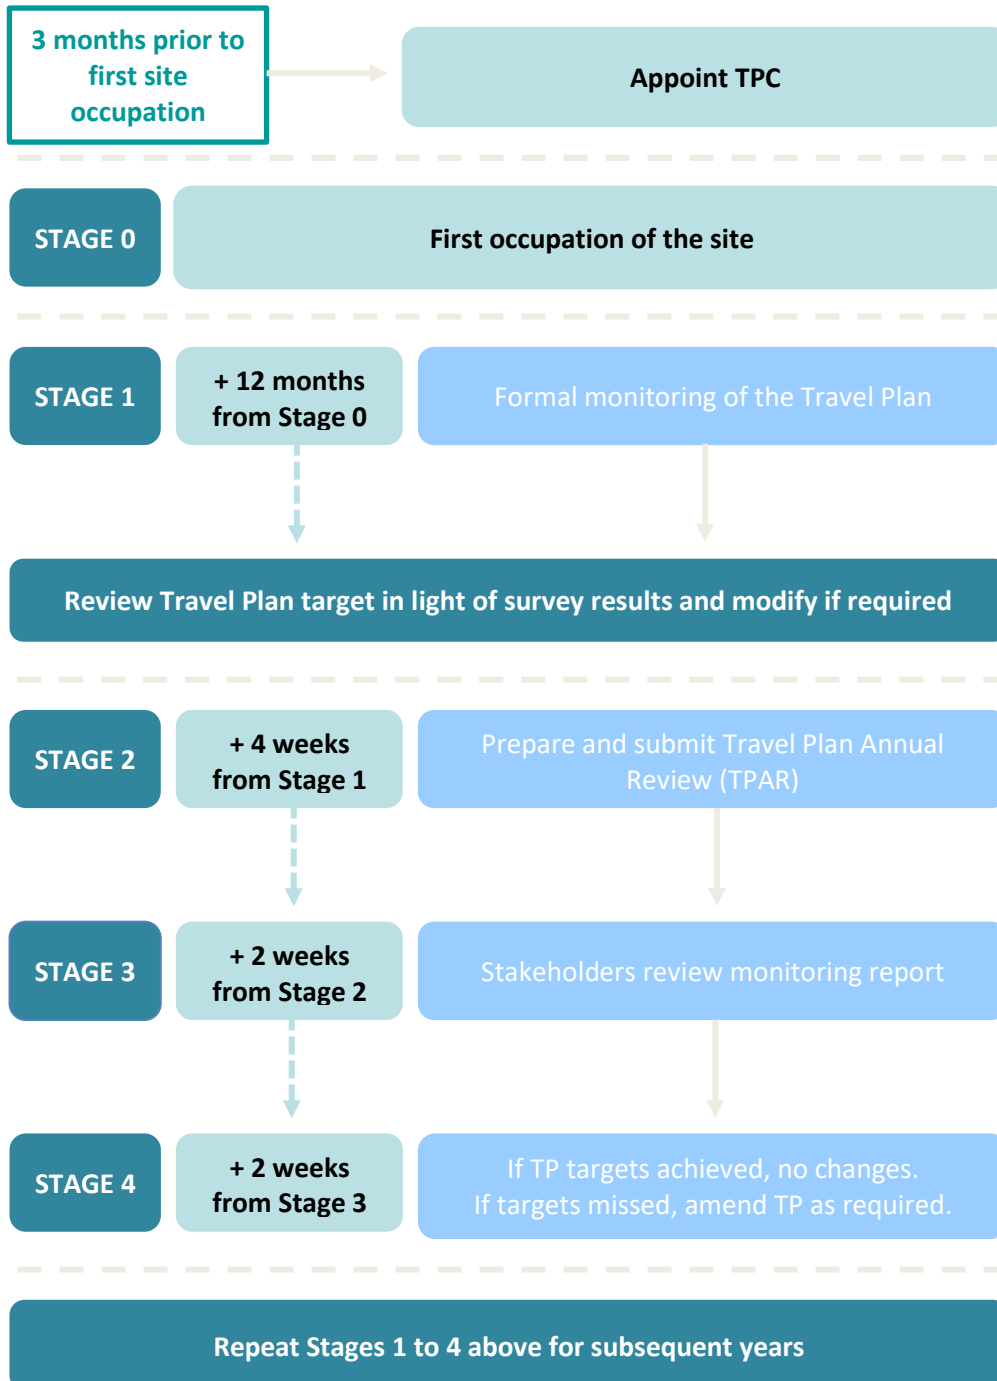 3 months prior to
first site
occupation
Appoint TPC
STAGE 0
First occupation of the site
STAGE 1
+ 12 months
from Stage 0
Formal monitoring of the Travel Plan
Review Travel Plan target in light of survey results and modify if required
STAGE 2
+ 4 weeks
from Stage 1
Prepare and submit Travel Plan Annual
Review (TPAR)
STAGE 3
+ 2 weeks
from Stage 2
Stakeholders review monitoring report
STAGE 4
+ 2 weeks
from Stage 3
If TP targets achieved, no changes.
If targets missed, amend TP as required.
Repeat Stages 1 to 4 above for subsequent years